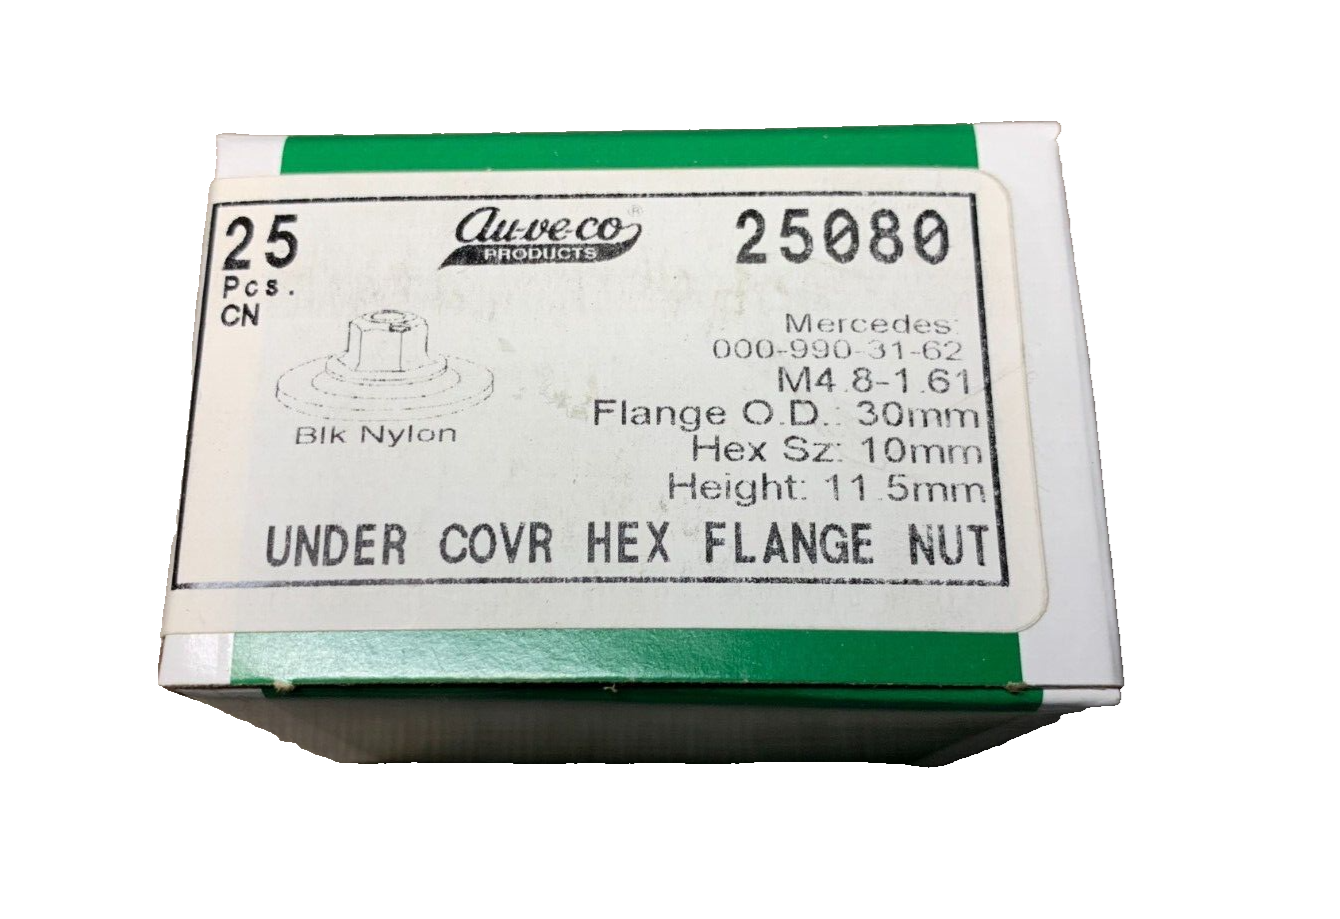 25
Pcs.
CN
Au-ve-co®
PRODUCTS
25080
Blk Nylon
Mercedes:
000-990-31-62
M4.8-1.61
Flange O.D.: 30mm
Hex Sz: 10mm
Height: 11.5mm
UNDER COVR HEX FLANGE NUT